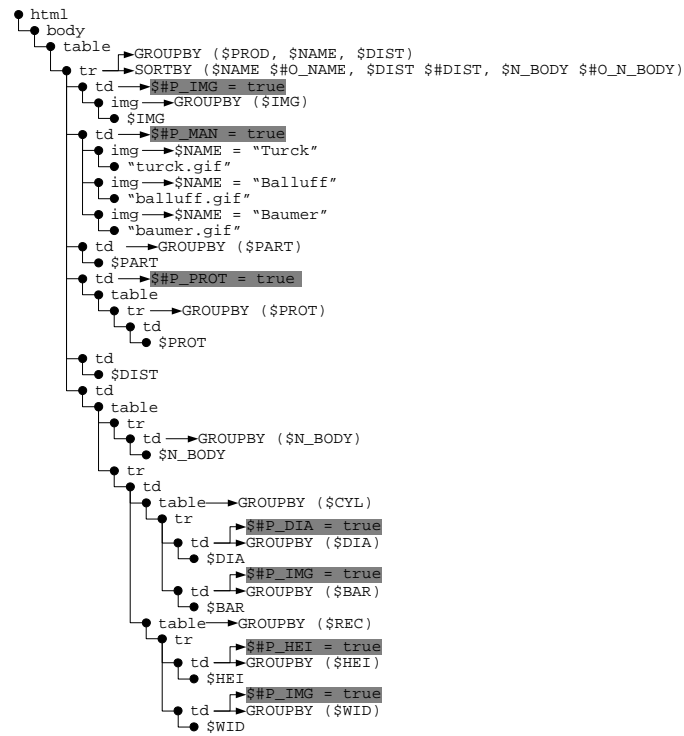 html
body
table
GROUPBY ($PROD, $NAME, $DIST)
tr SORTBY ($NAME $#O_NAME, $DIST $#DIST, $N_BODY $#O_N_BODY)
td $#P_IMG = true
img GROUPBY ($IMG)
$IMG
td $#P_MAN = true
img $NAME = “Turck”
“turck.gif”
img $NAME = “Balluff”
“balluff.gif”
img $NAME = “Baumer”
“baumer.gif”
td GROUPBY ($PART)
$PART
td $#P_PROT = true
table
tr GROUPBY ($PROT)
td
$PROT
td
$DIST
td
table
tr
td GROUPBY ($N_BODY)
$N_BODY
tr
td
table GROUPBY ($CYL)
tr
$#P_DIA = true
td GROUPBY ($DIA)
$DIA
$#P_IMG = true
td GROUPBY ($BAR)
$BAR
table GROUPBY ($REC)
tr
$#P_HEI = true
td GROUPBY ($HEI)
$HEI
$#P_IMG = true
td GROUPBY ($WID)
$WID